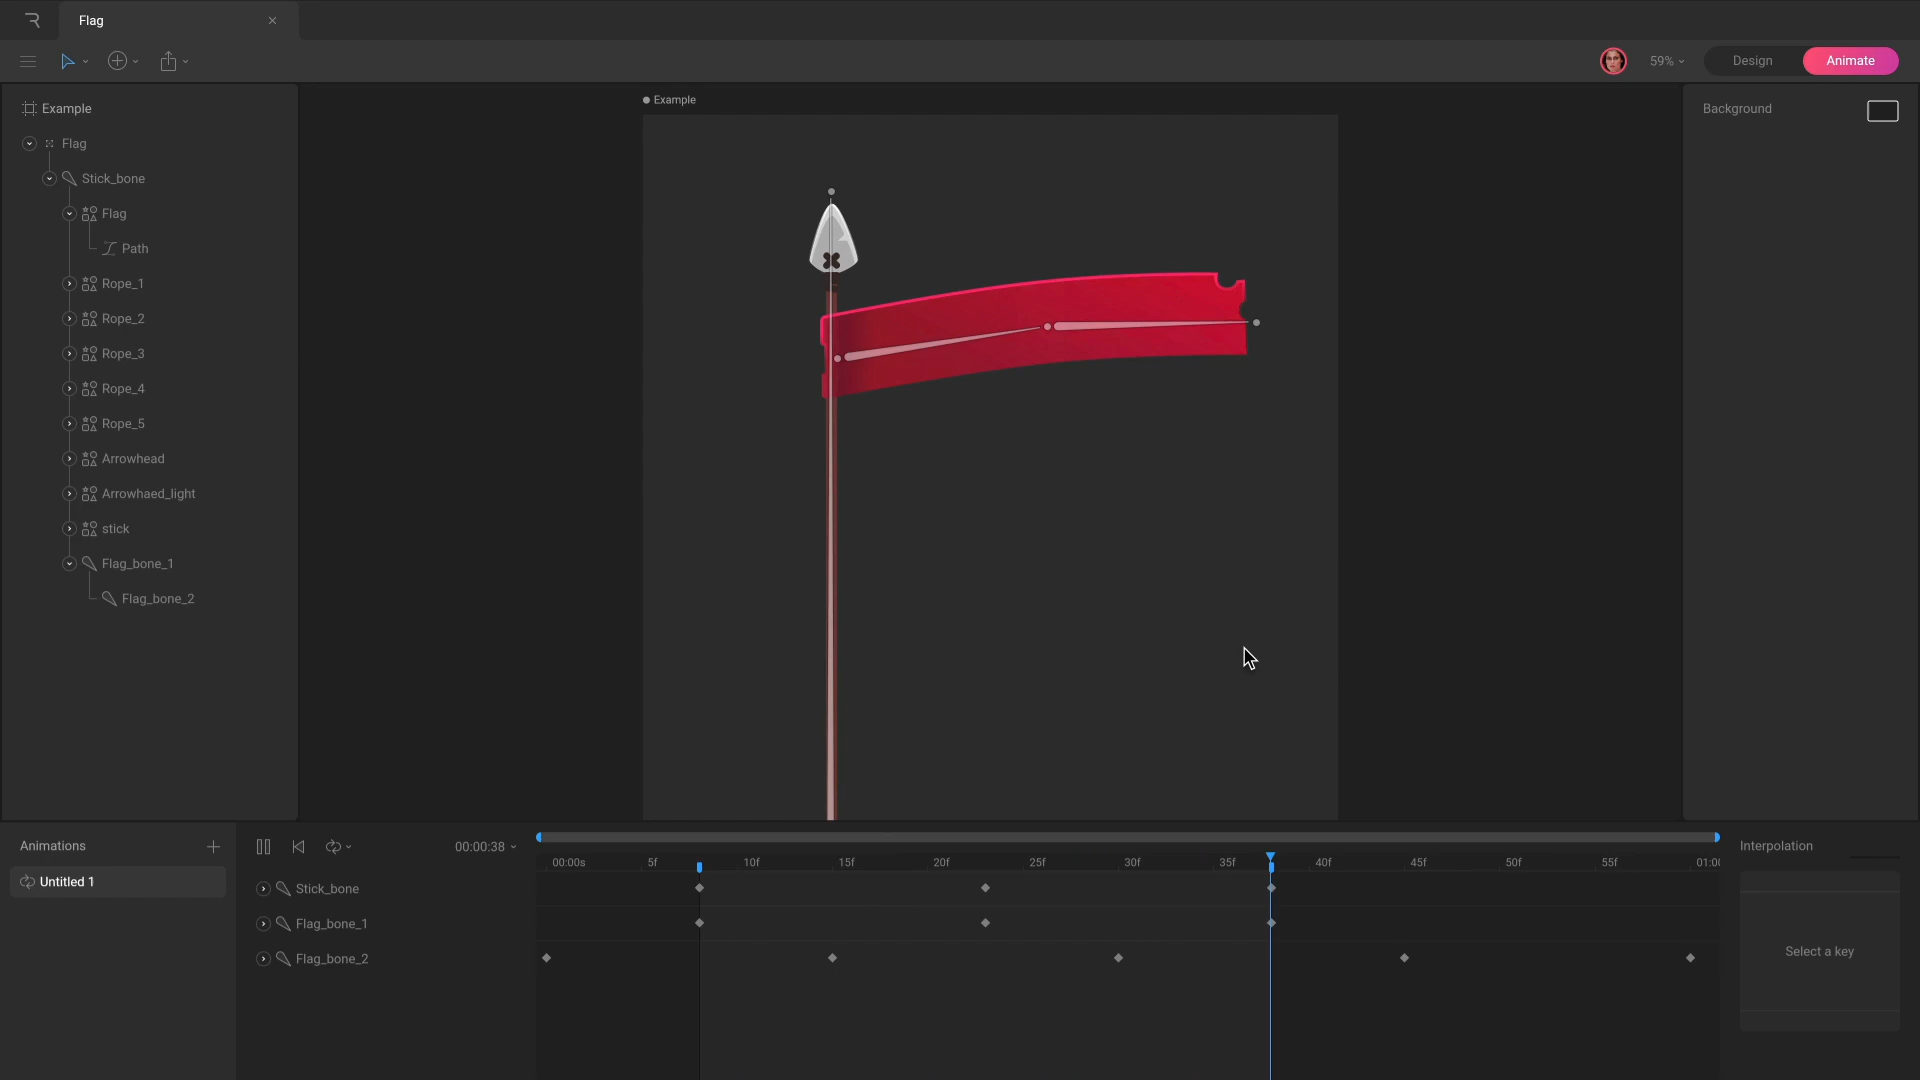 Flag
59%
Design
Animate
Example
Flag
Stick_bone
Flag
Path
Rope_1
Rope_2
Rope_3
Rope_4
Rope_5
Arrowhead
Arrowhaed_light
stick
Flag_bone_1
Flag_bone_2
Example
Background
Animations
Untitled 1
00:00:38
00:00s 5f 10f 15f 20f 25f 30f 35f 40f 45f 50f 55f 01:00
Stick_bone
Flag_bone_1
Flag_bone_2
Interpolation
Select a key